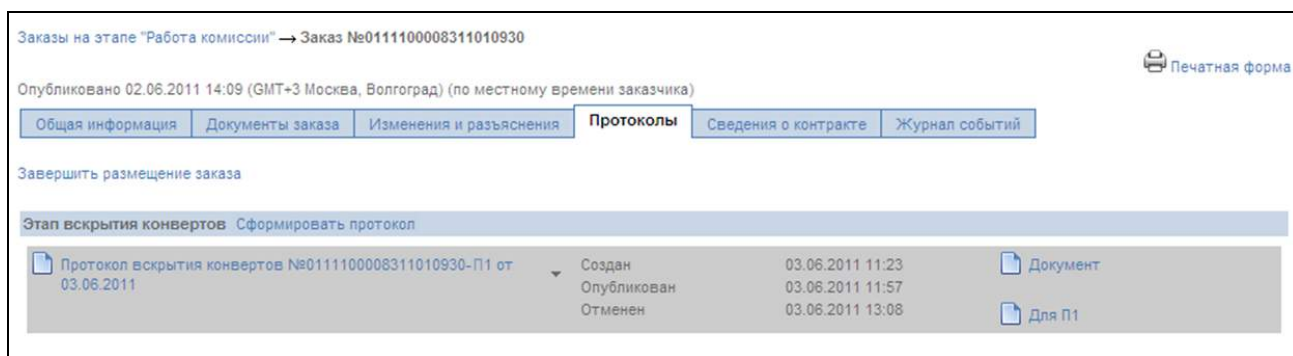 Заказы на этапе "Работа комиссии" → Заказ №0111100008311010930
Печатная форма
Опубликовано 02.06.2011 14:09 (GMT+3 Москва, Волгоград) (по местному времени заказчика)
Общая информация Документы заказа Изменения и разъяснения Протоколы Сведения о контракте Журнал событий
Завершить размещение заказа
Этап вскрытия конвертов Сформировать протокол
Протокол вскрытия конвертов №0111100008311010930-П1 от Создан 03.06.2011 11:23 Документ
03.06.2011 Опубликован 03.06.2011 11:57
Отменен 03.06.2011 13:08 Для П1